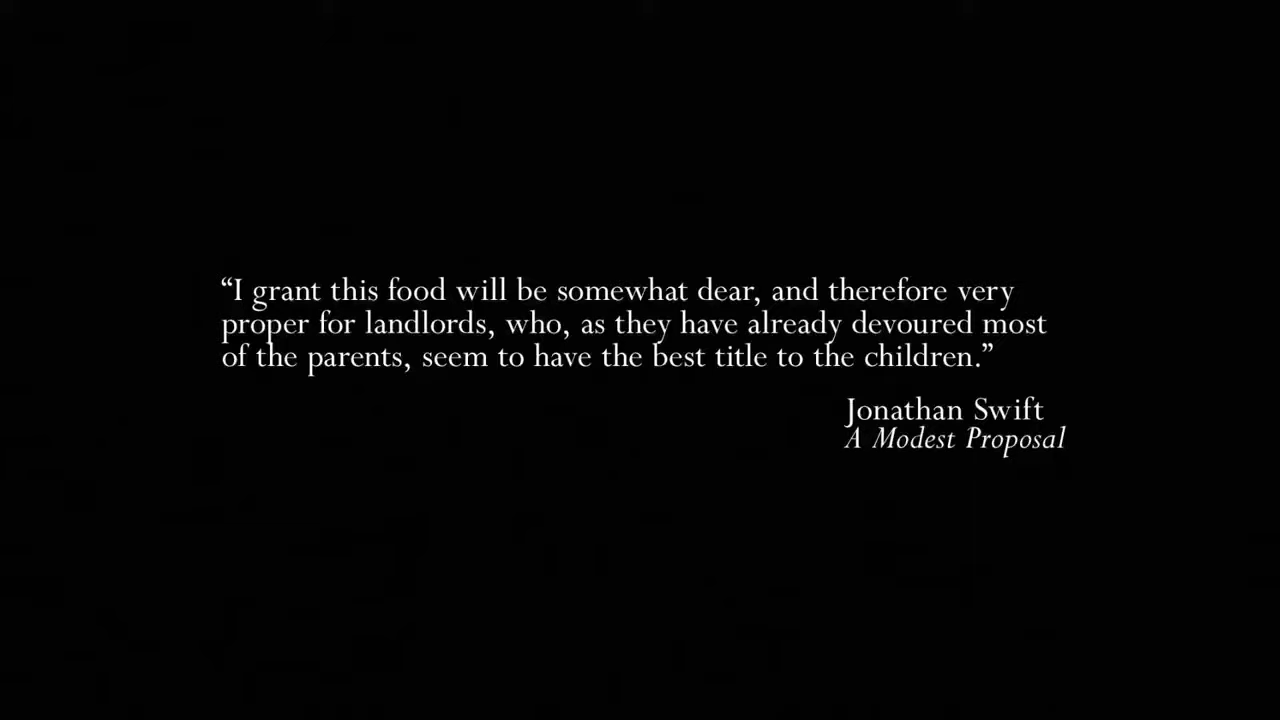 “I grant this food will be somewhat dear, and therefore very
proper for landlords, who, as they have already devoured most
of the parents, seem to have the best title to the children.”
Jonathan Swift
A Modest Proposal